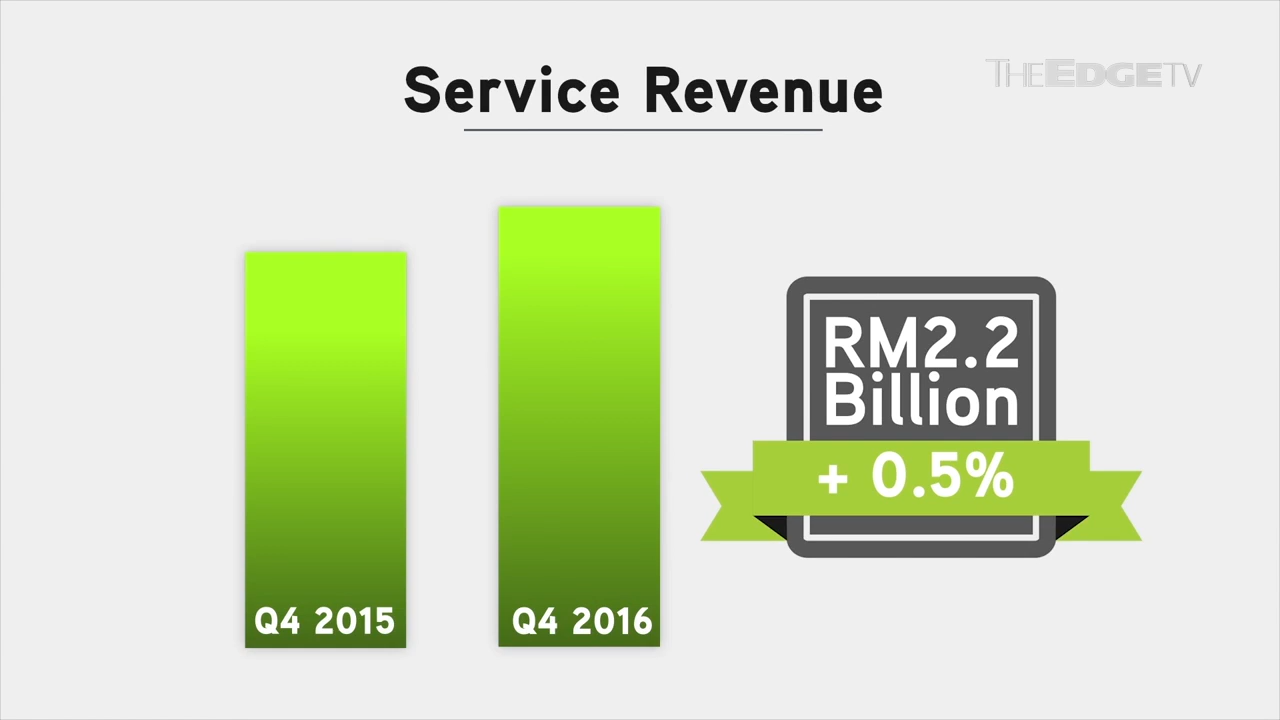 Service Revenue
THEEDGETV
RM2.2
Billion
+ 0.5%
Q4 2015
Q4 2016